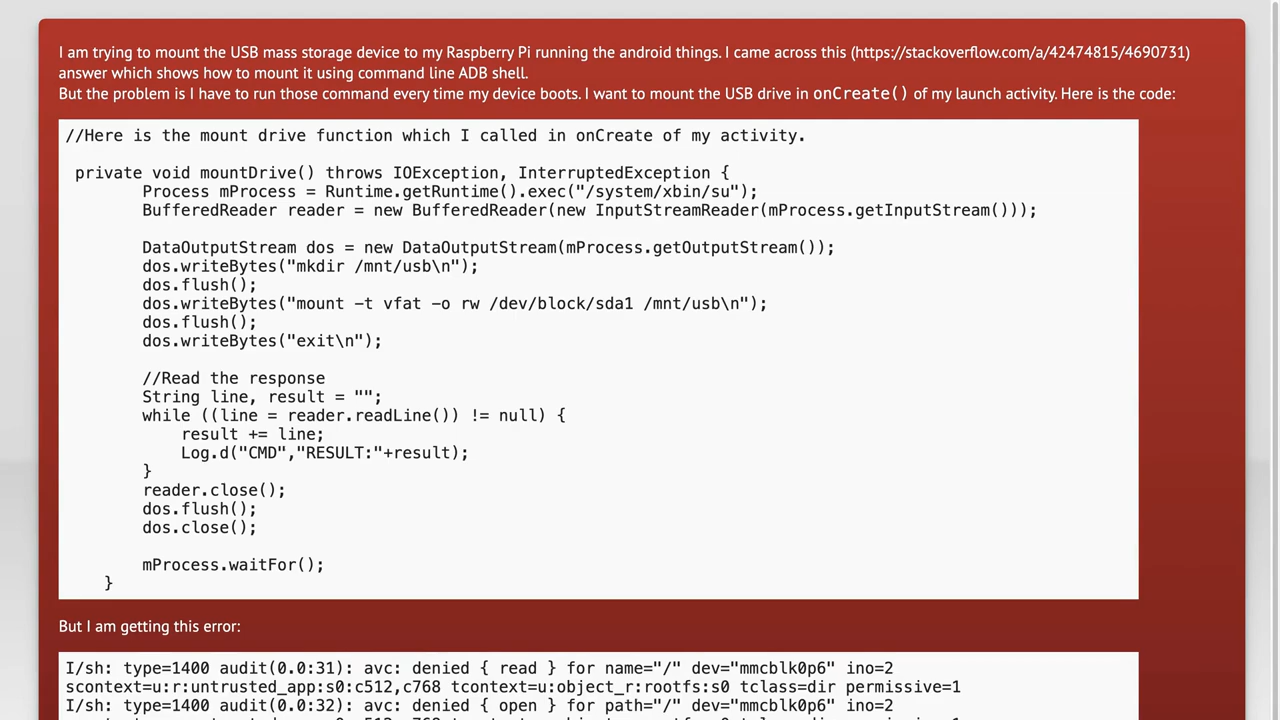 I am trying to mount the USB mass storage device to my Raspberry Pi running the android things. I came across this (https://stackoverflow.com/a/42474815/4690731)
answer which shows how to mount it using command line ADB shell.
But the problem is I have to run those command every time my device boots. I want to mount the USB drive in onCreate() of my launch activity. Here is the code:
//Here is the mount drive function which I called in onCreate of my activity.
private void mountDrive() throws IOException, InterruptedException {
Process mProcess = Runtime.getRuntime().exec("/system/xbin/su");
BufferedReader reader = new BufferedReader(new InputStreamReader(mProcess.getInputStream()));
DataOutputStream dos = new DataOutputStream(mProcess.getOutputStream());
dos.writeBytes("mkdir /mnt/usb\n");
dos.flush();
dos.writeBytes("mount -t vfat -o rw /dev/block/sda1 /mnt/usb\n");
dos.flush();
dos.writeBytes("exit\n");
//Read the response
String line, result = "";
while ((line = reader.readLine()) != null) {
result += line;
Log.d("CMD","RESULT:"+result);
}
reader.close();
dos.flush();
dos.close();
mProcess.waitFor();
}
But I am getting this error:
I/sh: type=1400 audit(0.0:31): avc: denied { read } for name="/" dev="mmcblk0p6" ino=2
scontext=u:r:untrusted_app:s0:c512,c768 tcontext=u:object_r:rootfs:s0 tclass=dir permissive=1
I/sh: type=1400 audit(0.0:32): avc: denied { open } for path="/" dev="mmcblk0p6" ino=2